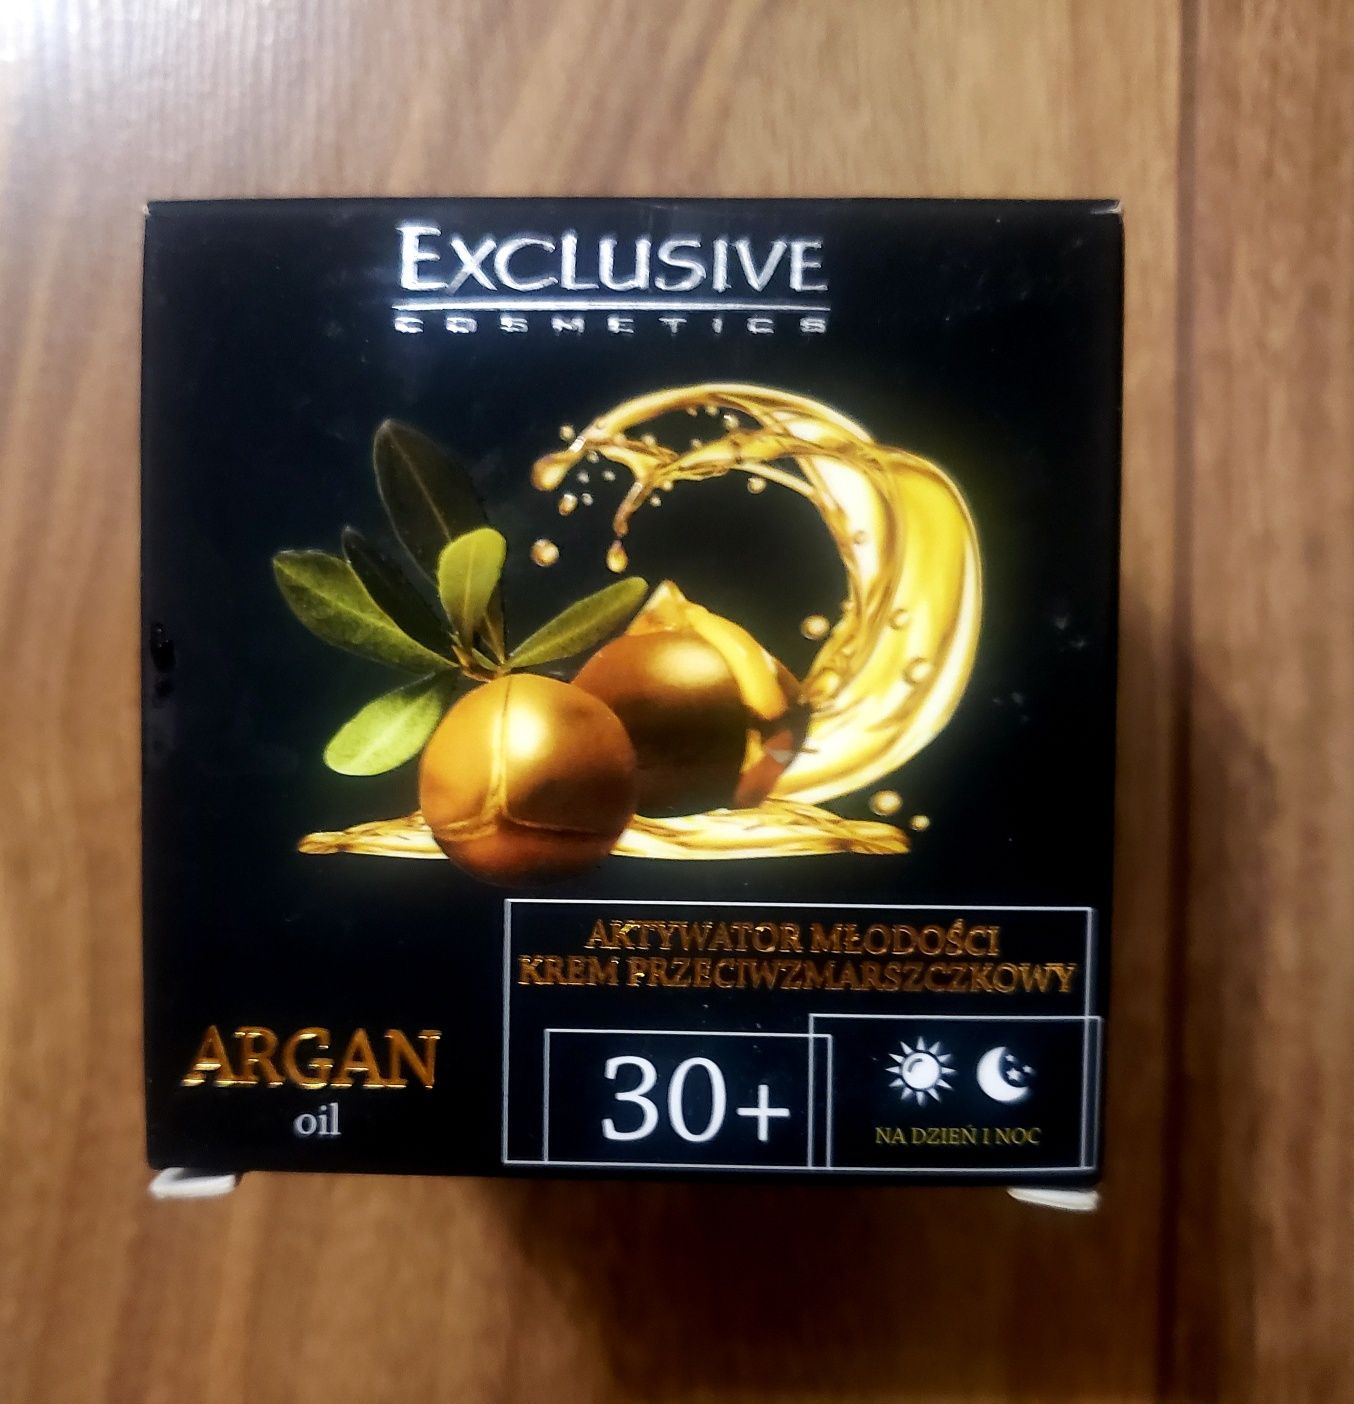 EXCLUSIVE
COSMETICS
AKTYWATOR MŁODOŚCI
KREM PRZECIWZMARSZCZKOWY
ARGAN
oil
30+
NA DZIEŃ I NOC